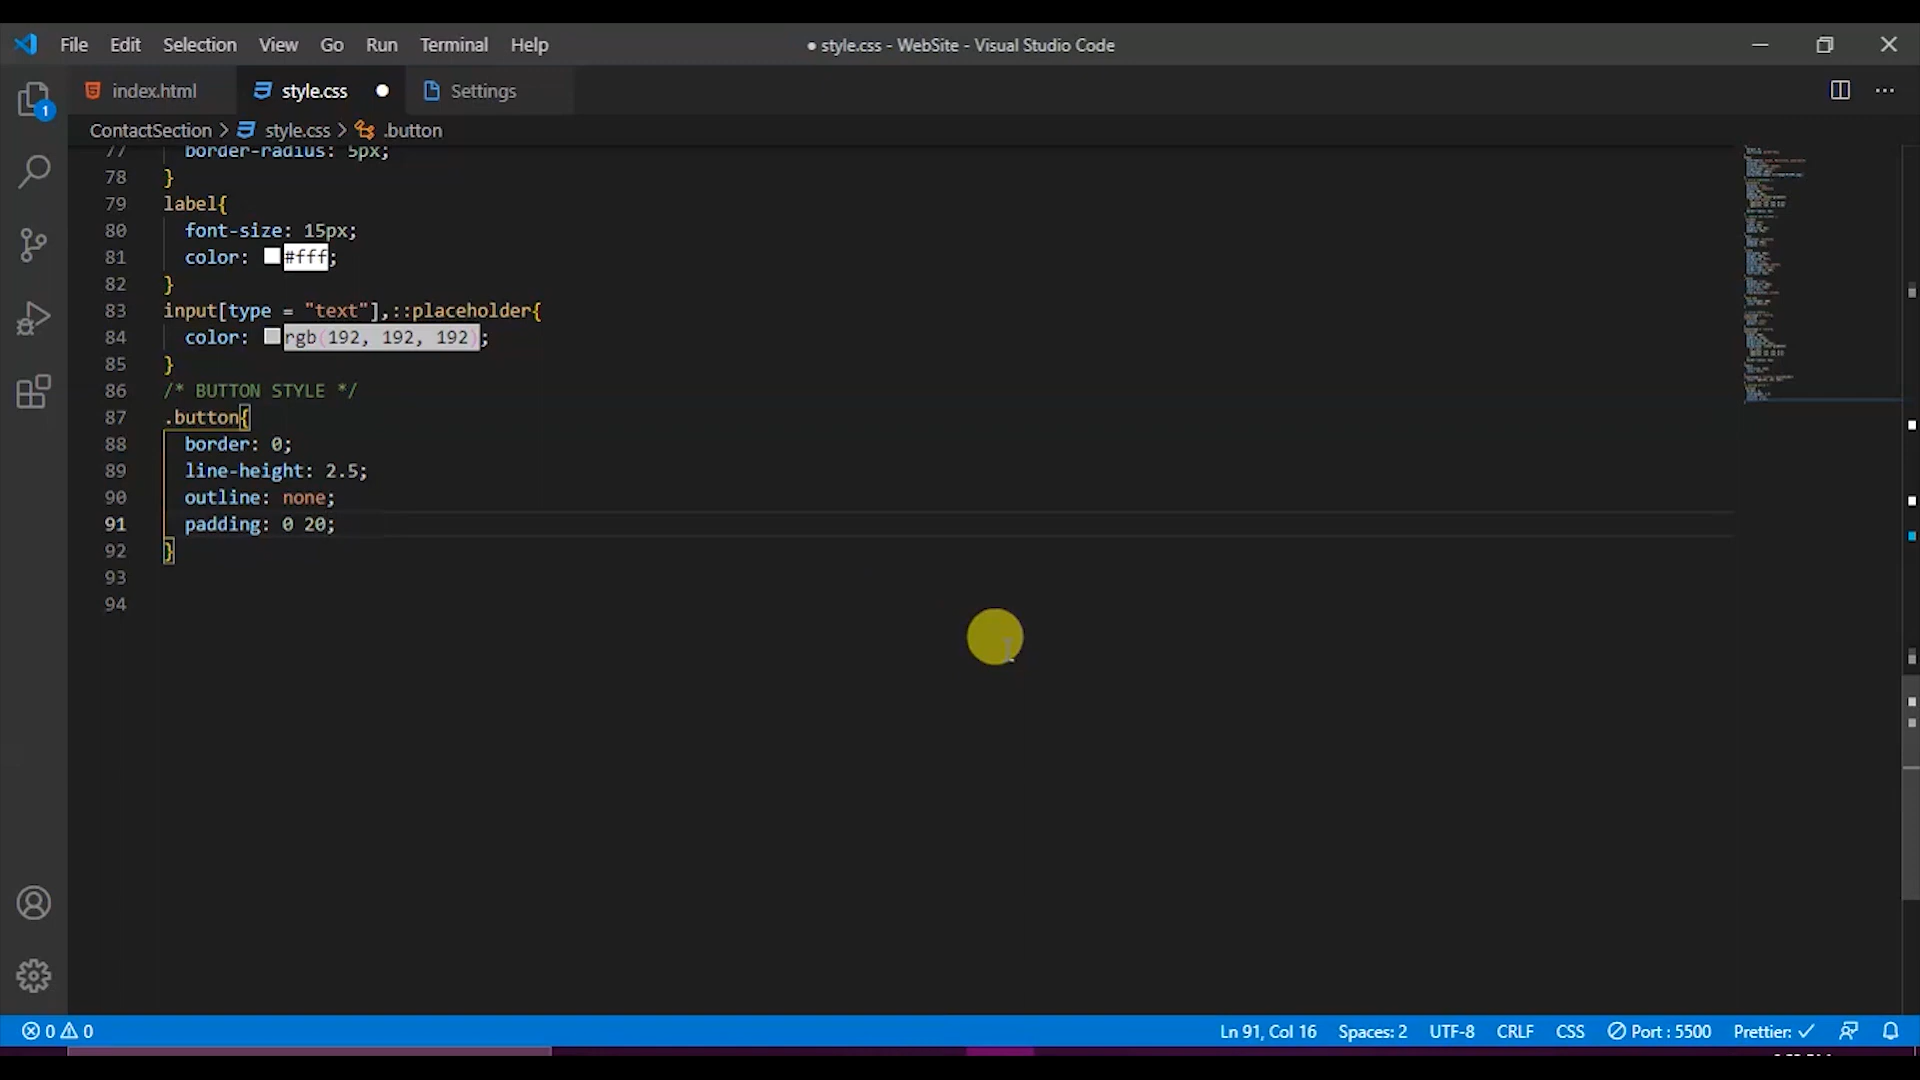 File Edit Selection View Go Run Terminal Help
● style.css - WebSite - Visual Studio Code
index.html
style.css
Settings
ContactSection > style.css > .button
77 border-radius: 5px;
78 }
79 label{
80 font-size: 15px;
81 color: #fff;
82 }
83 input[type = "text"],::placeholder{
84 color: rgb(192, 192, 192);
85 }
86 /* BUTTON STYLE */
87 .button{
88 border: 0;
89 line-height: 2.5;
90 outline: none;
91 padding: 0 20;
92 }
93
94
1
0 0
Ln 91, Col 16 Spaces: 2 UTF-8 CRLF CSS Port : 5500 Prettier: ✓